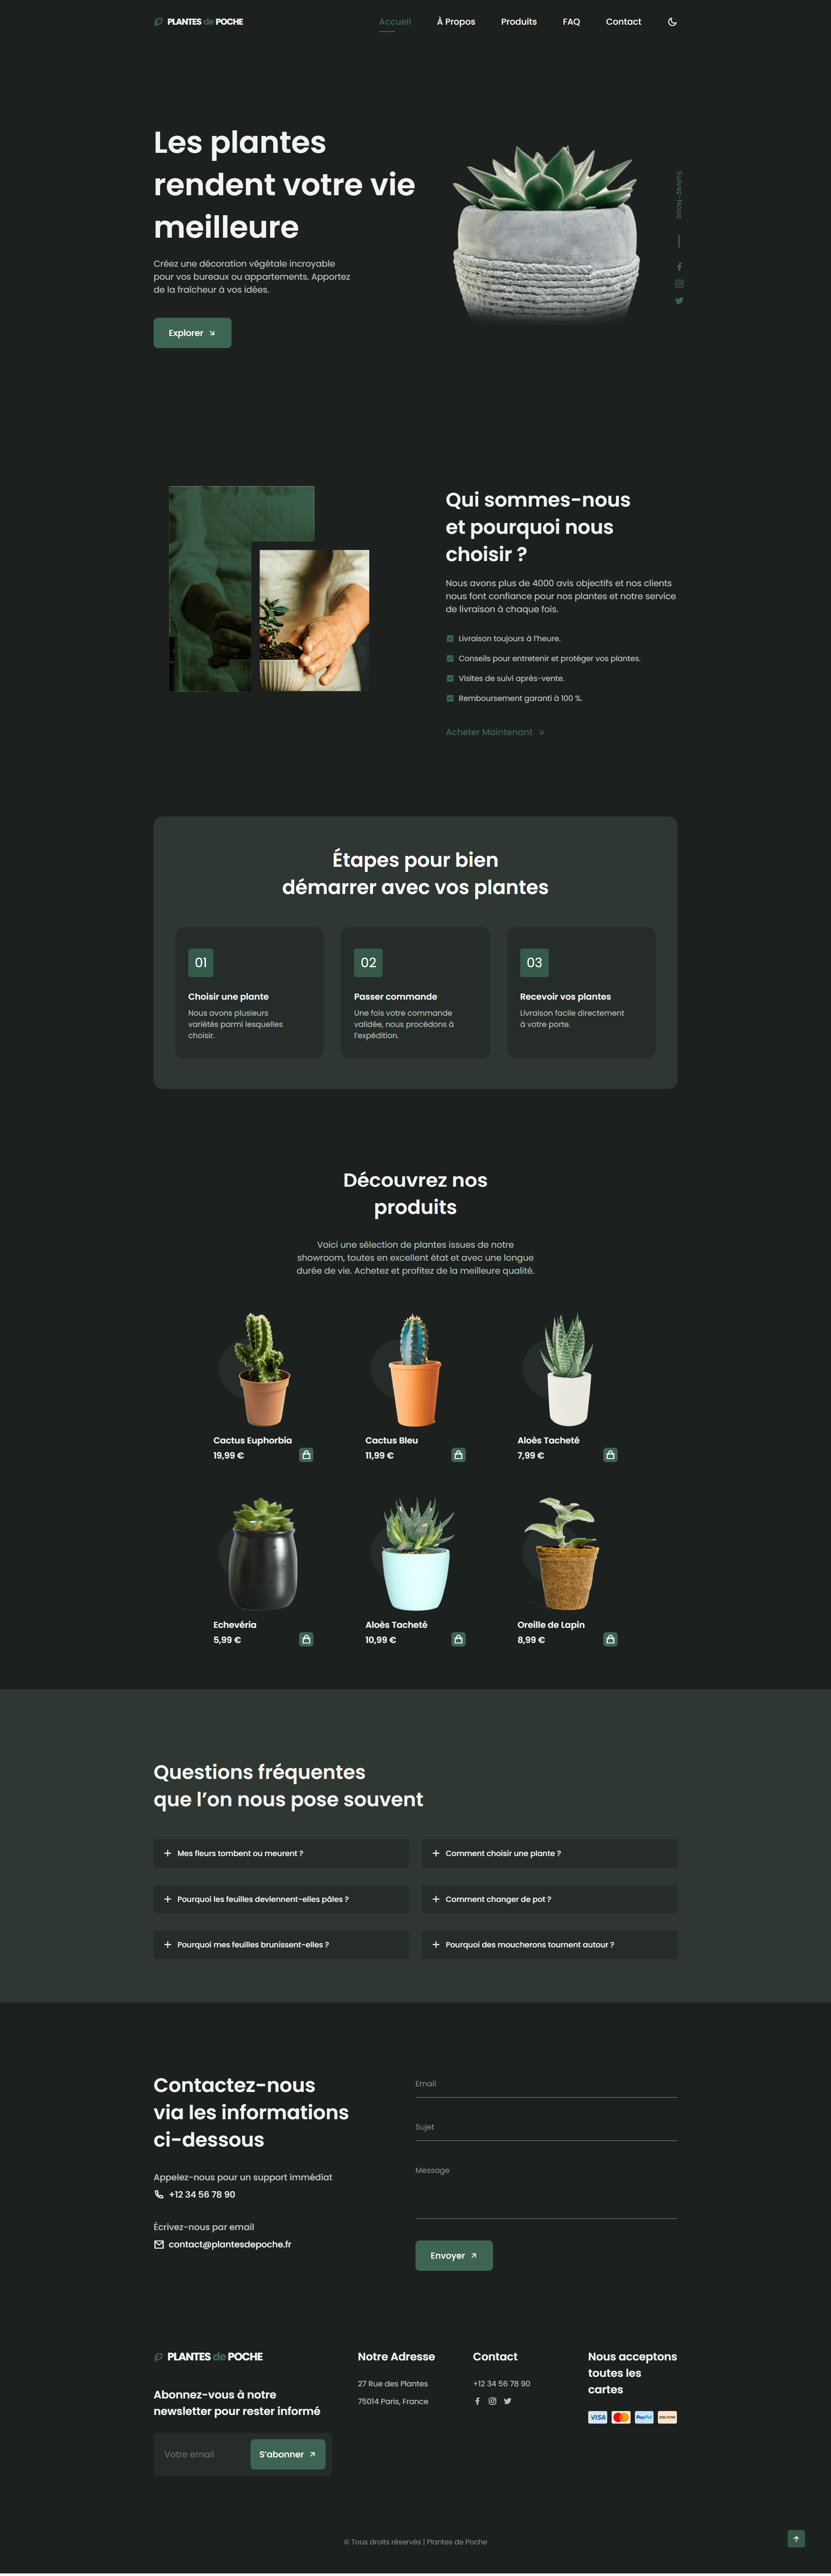 PLANTES de POCHE
Accueil
À Propos
Produits
FAQ
Contact
Les plantes
rendent votre vie
meilleure
Créez une décoration végétale incroyable
pour vos bureaux ou appartements. Apportez
de la fraîcheur à vos idées.
Explorer
Suivez-Nous
Qui sommes-nous
et pourquoi nous
choisir ?
Nous avons plus de 4000 avis objectifs et nos clients
nous font confiance pour nos plantes et notre service
de livraison à chaque fois.
Livraison toujours à l'heure.
Conseils pour entretenir et protéger vos plantes.
Visites de suivi après-vente.
Remboursement garanti à 100 %.
Acheter Maintenant
Étapes pour bien
démarrer avec vos plantes
01
Choisir une plante
Nous avons plusieurs
variétés parmi lesquelles
choisir.
02
Passer commande
Une fois votre commande
validée, nous procédons à
l'expédition.
03
Recevoir vos plantes
Livraison facile directement
à votre porte.
Découvrez nos
produits
Voici une sélection de plantes issues de notre
showroom, toutes en excellent état et avec une longue
durée de vie. Achetez et profitez de la meilleure qualité.
Cactus Euphorbia
19,99 €
Cactus Bleu
11,99 €
Aloès Tacheté
7,99 €
Echevéria
5,99 €
Aloès Tacheté
10,99 €
Oreille de Lapin
8,99 €
Questions fréquentes
que l'on nous pose souvent
Mes fleurs tombent ou meurent ?
Comment choisir une plante ?
Pourquoi les feuilles deviennent-elles pâles ?
Comment changer de pot ?
Pourquoi mes feuilles brunissent-elles ?
Pourquoi des moucherons tournent autour ?
Contactez-nous
via les informations
ci-dessous
Appelez-nous pour un support immédiat
+12 34 56 78 90
Écrivez-nous par email
contact@plantesdepoche.fr
Email
Sujet
Message
Envoyer
PLANTES de POCHE
Abonnez-vous à notre
newsletter pour rester informé
Votre email
S'abonner
Notre Adresse
27 Rue des Plantes
75014 Paris, France
Contact
+12 34 56 78 90
Nous acceptons
toutes les
cartes
VISA
PayPal
DISCOVER
© Tous droits réservés | Plantes de Poche